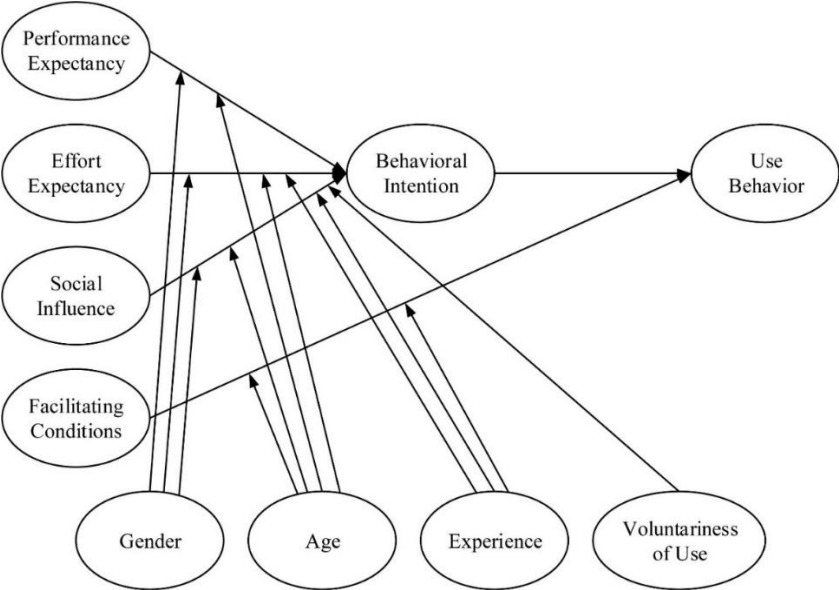 Performance
Expectancy
Effort
Expectancy
Behavioral
Intention
Use
Behavior
Social
Influence
Facilitating
Conditions
Gender
Age
Experience
Voluntariness
of Use